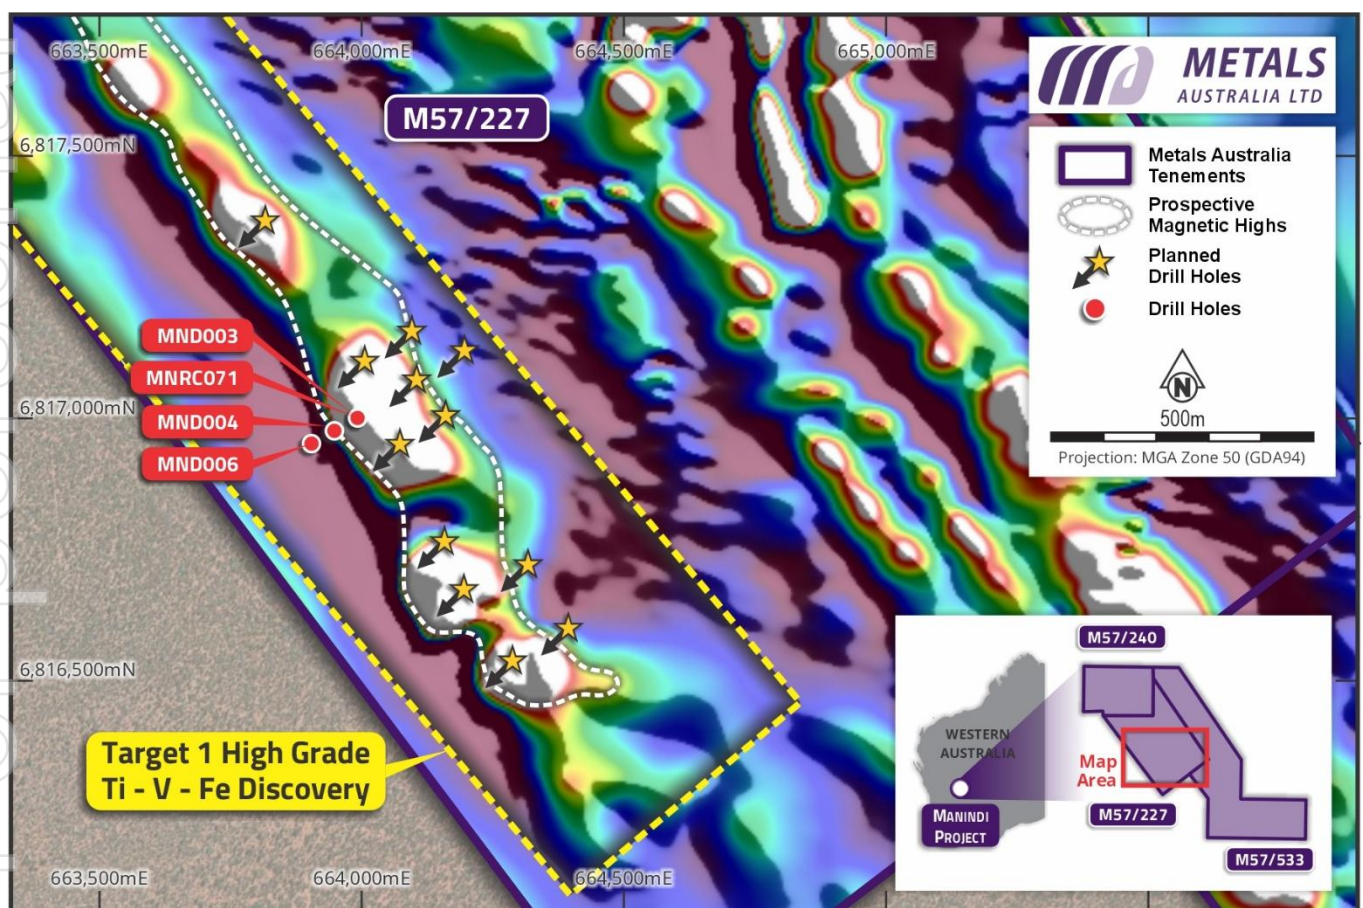 663,500mE
664,000mE
664,500mE
665,000mE
METALS
AUSTRALIA LTD
M57/227
6,817,500mN
Metals Australia
Tenements
Prospective
Magnetic Highs
Planned
Drill Holes
Drill Holes
N
500m
Projection: MGA Zone 50 (GDA94)
MND003
MNRC071
6,817,000mN
MND004
MND006
6,816,500mN
Target 1 High Grade
Ti - V - Fe Discovery
M57/240
WESTERN
AUSTRALIA
Map
Area
M57/227
MANINDI
PROJECT
M57/533
663,500mE
664,000mE
664,500mE